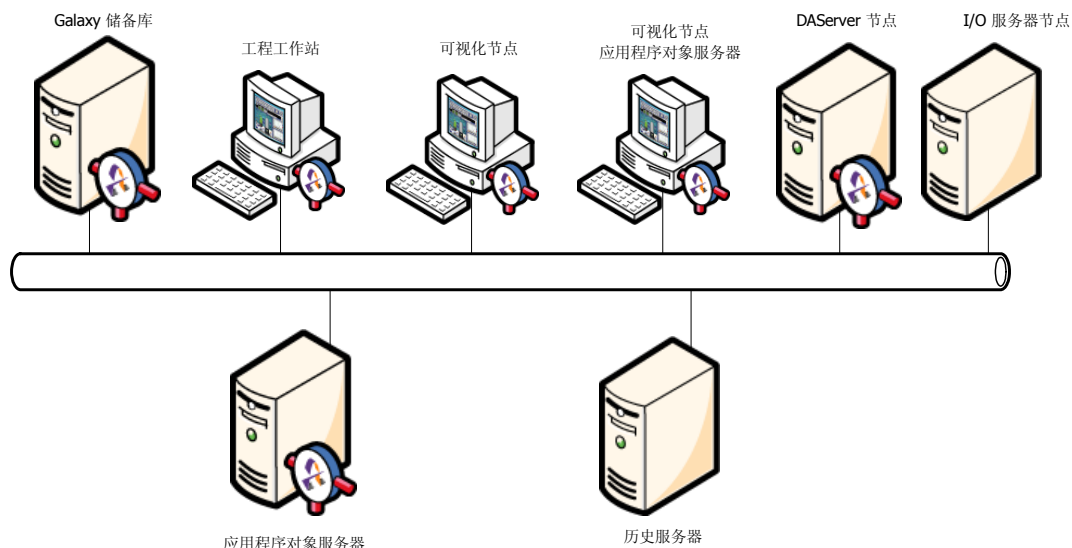 Galaxy 储备库
工程工作站
可视化节点
可视化节点
应用程序对象服务器
DAServer 节点
I/O 服务器节点
应用程序对象服务器
历史服务器